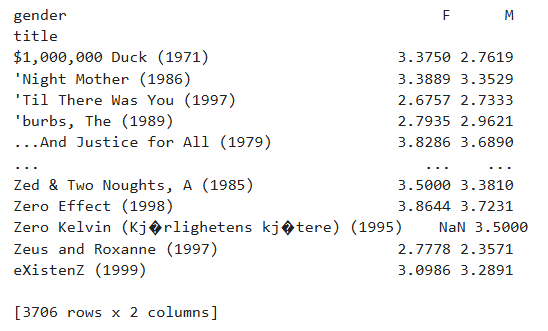 gender F M
title
$1,000,000 Duck (1971) 3.3750 2.7619
'Night Mother (1986) 3.3889 3.3529
'Til There Was You (1997) 2.6757 2.7333
'burbs, The (1989) 2.7935 2.9621
...And Justice for All (1979) 3.8286 3.6890
... ... ...
Zed & Two Noughts, A (1985) 3.5000 3.3810
Zero Effect (1998) 3.8644 3.7231
Zero Kelvin (Kj�rlighetens kj�tere) (1995) NaN 3.5000
Zeus and Roxanne (1997) 2.7778 2.3571
eXistenZ (1999) 3.0986 3.2891
[3706 rows x 2 columns]